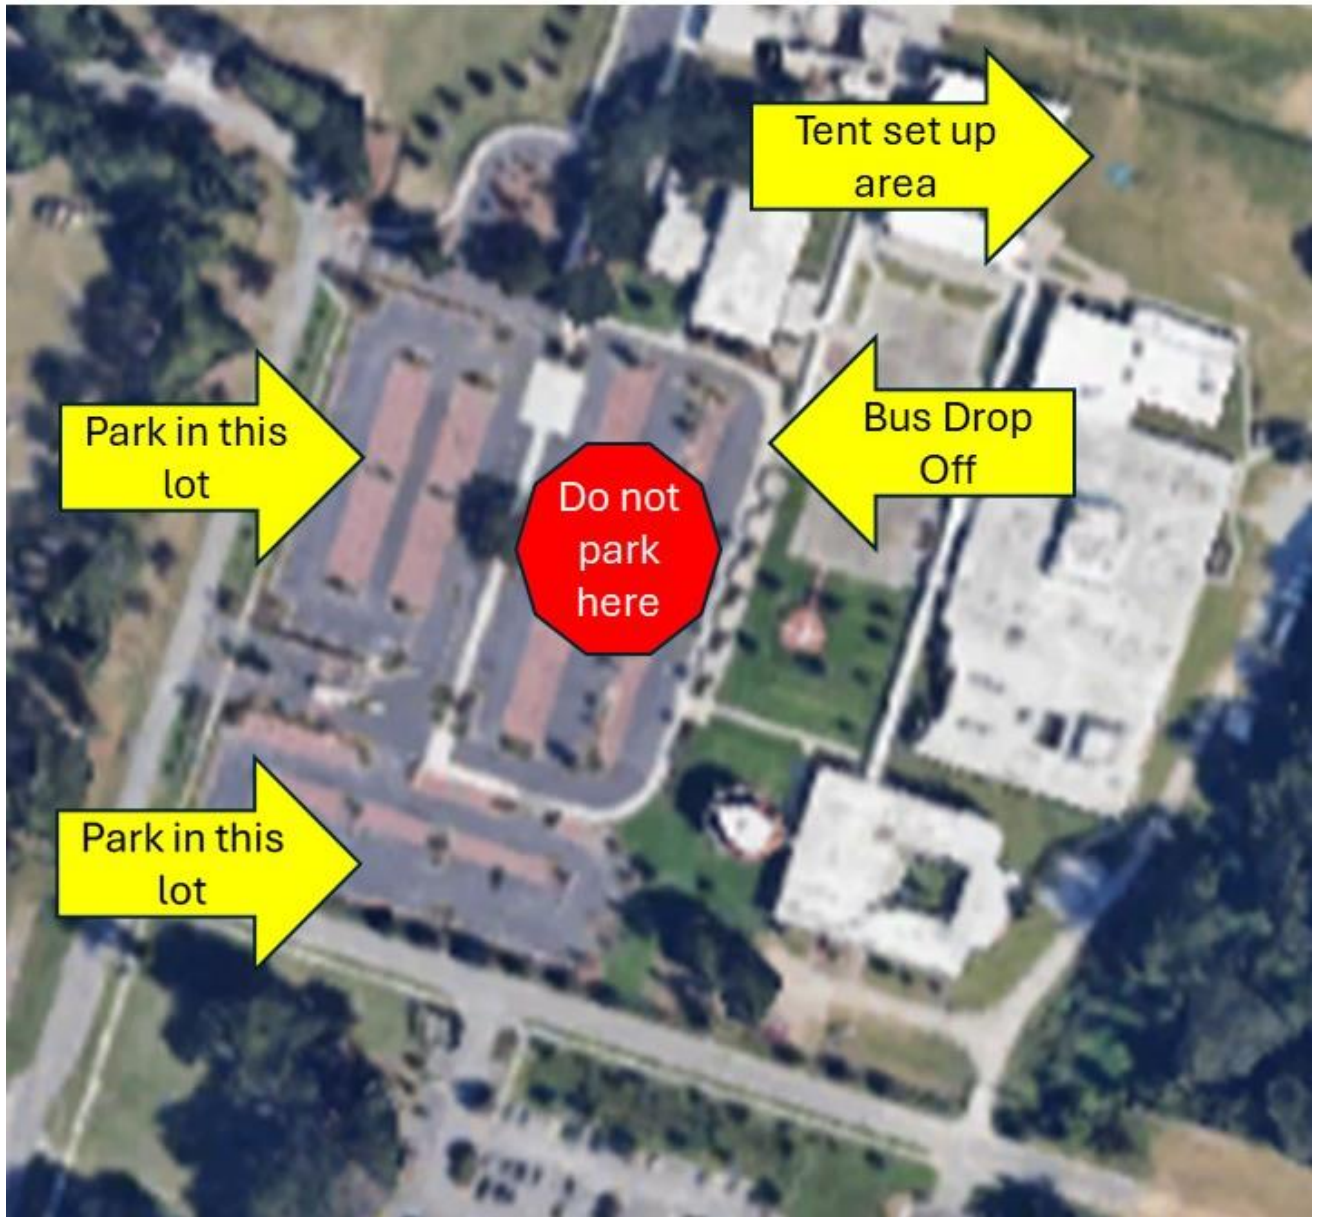 Tent set up
area
Park in this
lot
Bus Drop
Off
Do not
park
here
Park in this
lot